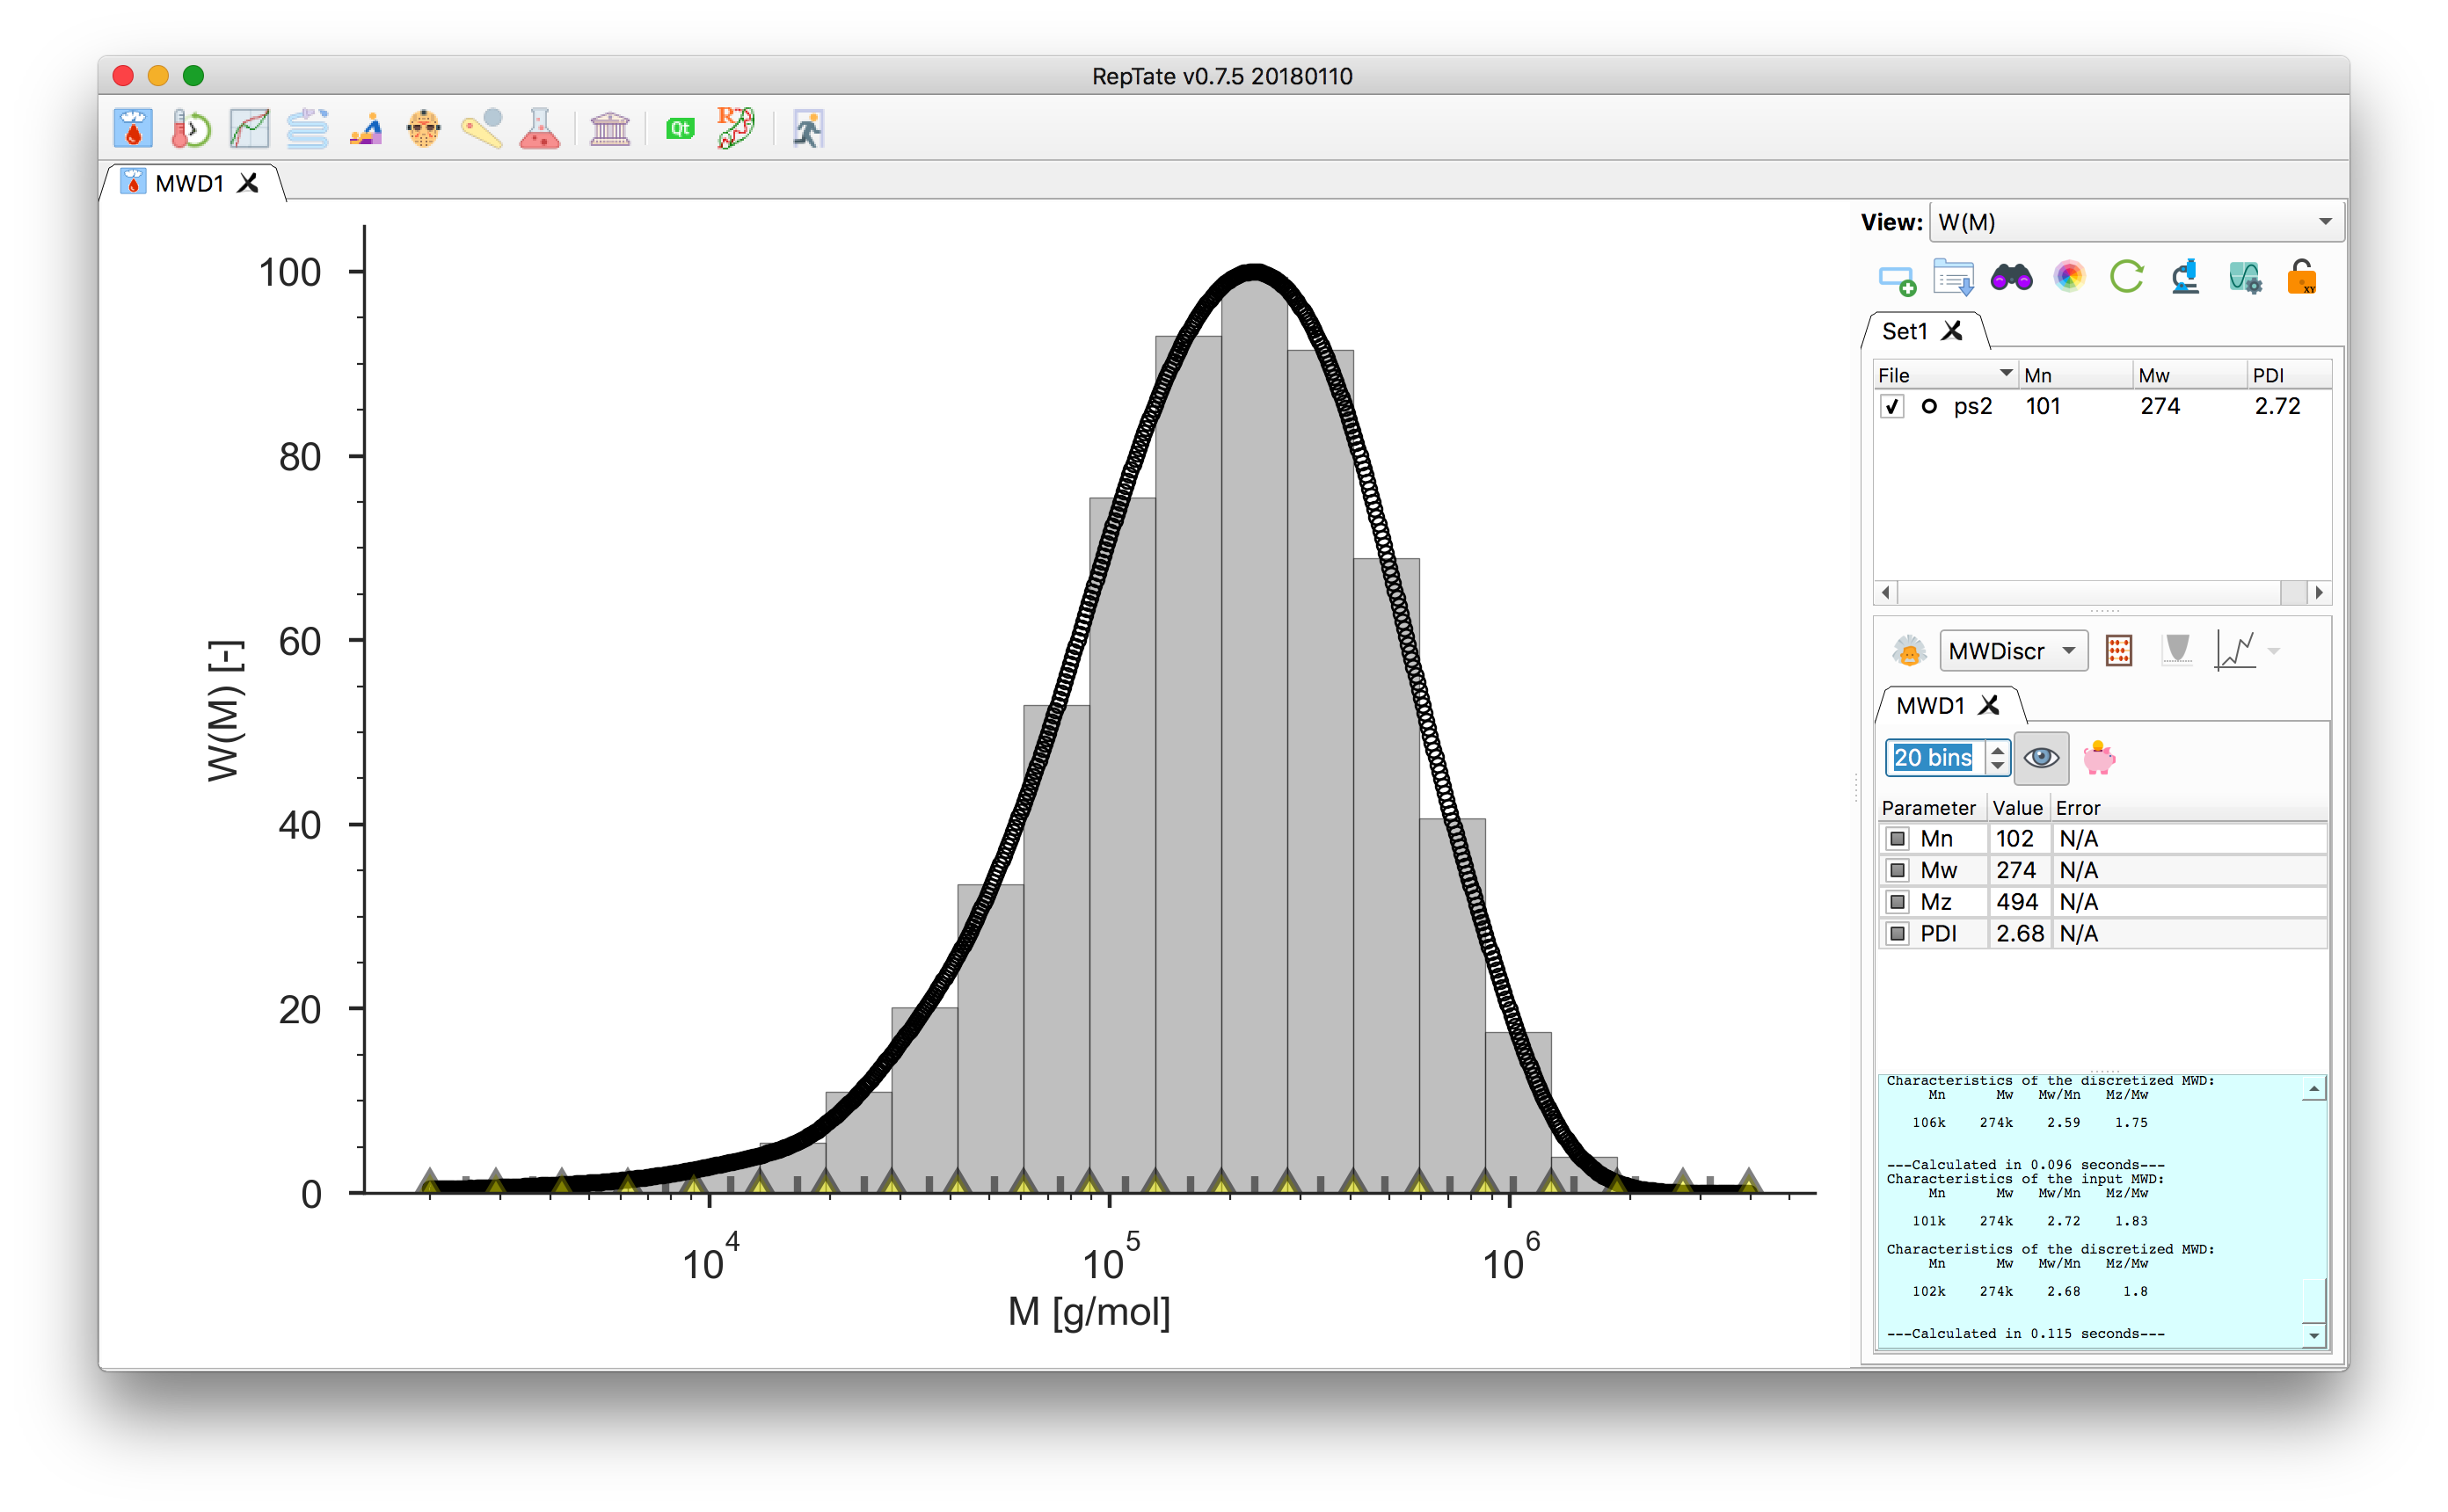 RepTate v0.7.5 20180110
Qt
R
MWD1
100
80
60
40
20
0
W(M) [-]
10^4
10^5
10^6
M [g/mol]
View: W(M)
XY
Set1
File Mn Mw PDI
ps2 101 274 2.72
MWDiscr
MWD1
20 bins
Parameter Value Error
Mn 102 N/A
Mw 274 N/A
Mz 494 N/A
PDI 2.68 N/A
Characteristics of the discretized MWD:
Mn Mw Mw/Mn Mz/Mw
106k 274k 2.59 1.75
---Calculated in 0.096 seconds---
Characteristics of the input MWD:
Mn Mw Mw/Mn Mz/Mw
101k 274k 2.72 1.83
Characteristics of the discretized MWD:
Mn Mw Mw/Mn Mz/Mw
102k 274k 2.68 1.8
---Calculated in 0.115 seconds---